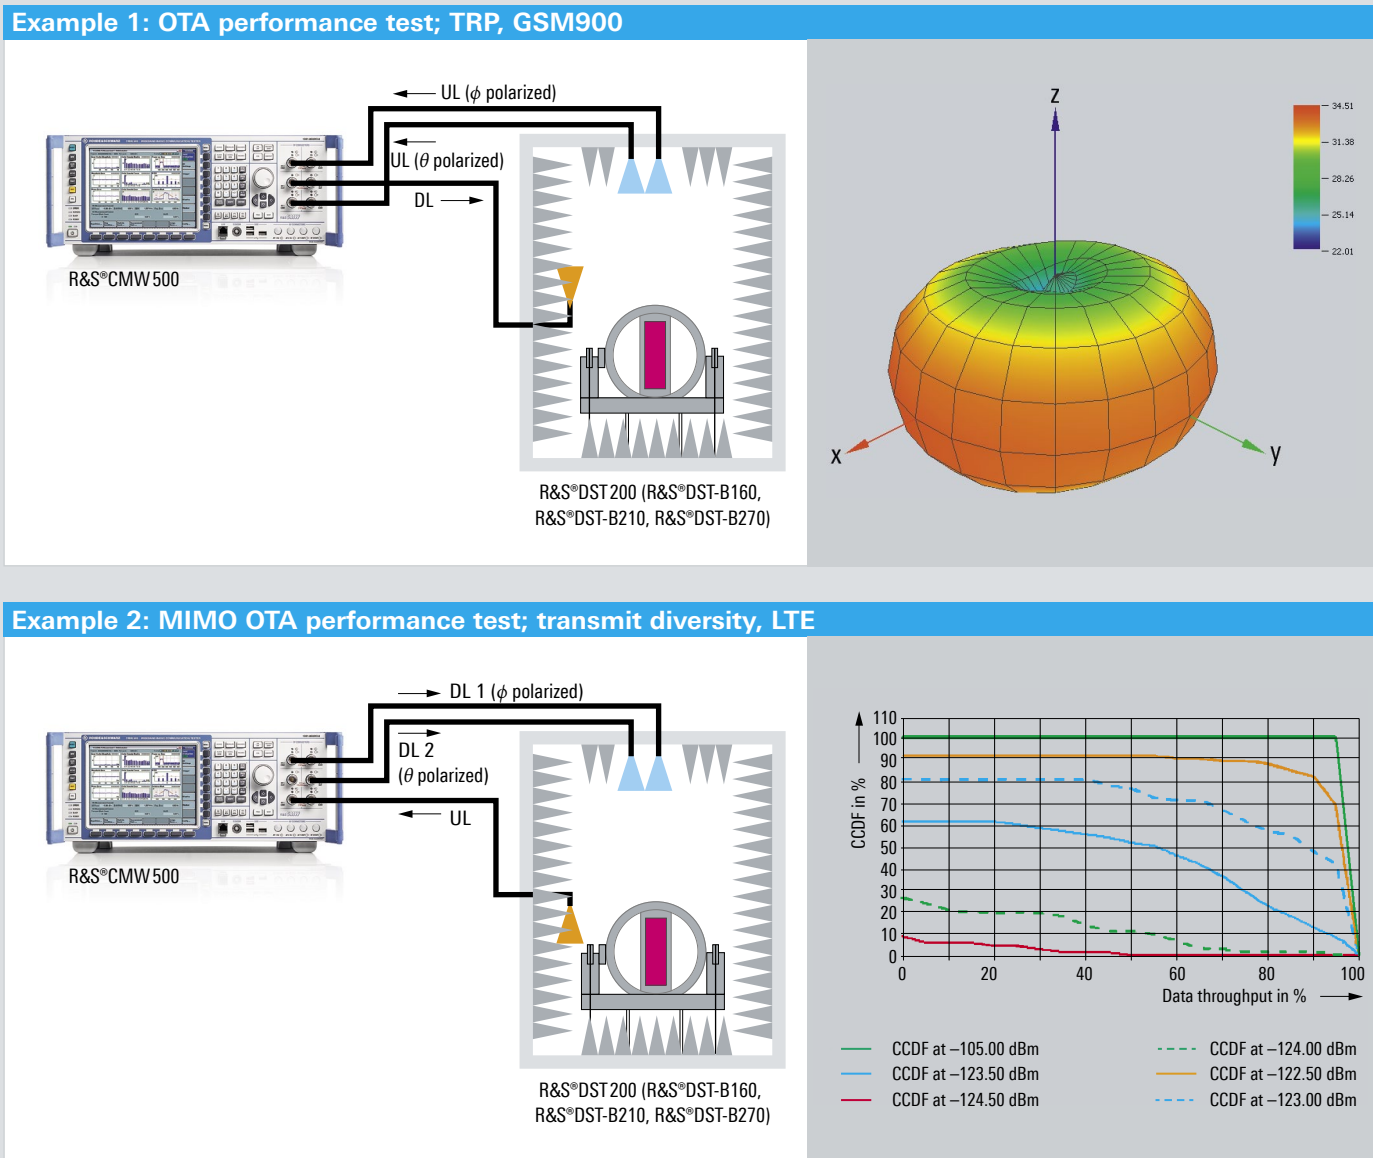 Example 1: OTA performance test; TRP, GSM900
UL (ϕ polarized)
UL (θ polarized)
DL
R&S®CMW500
R&S®DST200 (R&S®DST-B160,
R&S®DST-B210, R&S®DST-B270)
z
x
y
34.51
31.38
28.26
25.14
22.01
Example 2: MIMO OTA performance test; transmit diversity, LTE
DL 1 (ϕ polarized)
DL 2
(θ polarized)
UL
R&S®CMW500
R&S®DST200 (R&S®DST-B160,
R&S®DST-B210, R&S®DST-B270)
CCDF in %
110
100
90
80
70
60
50
40
30
20
10
0
0 20 40 60 80 100
Data throughput in %
CCDF at –105.00 dBm
CCDF at –123.50 dBm
CCDF at –124.50 dBm
CCDF at –124.00 dBm
CCDF at –122.50 dBm
CCDF at –123.00 dBm